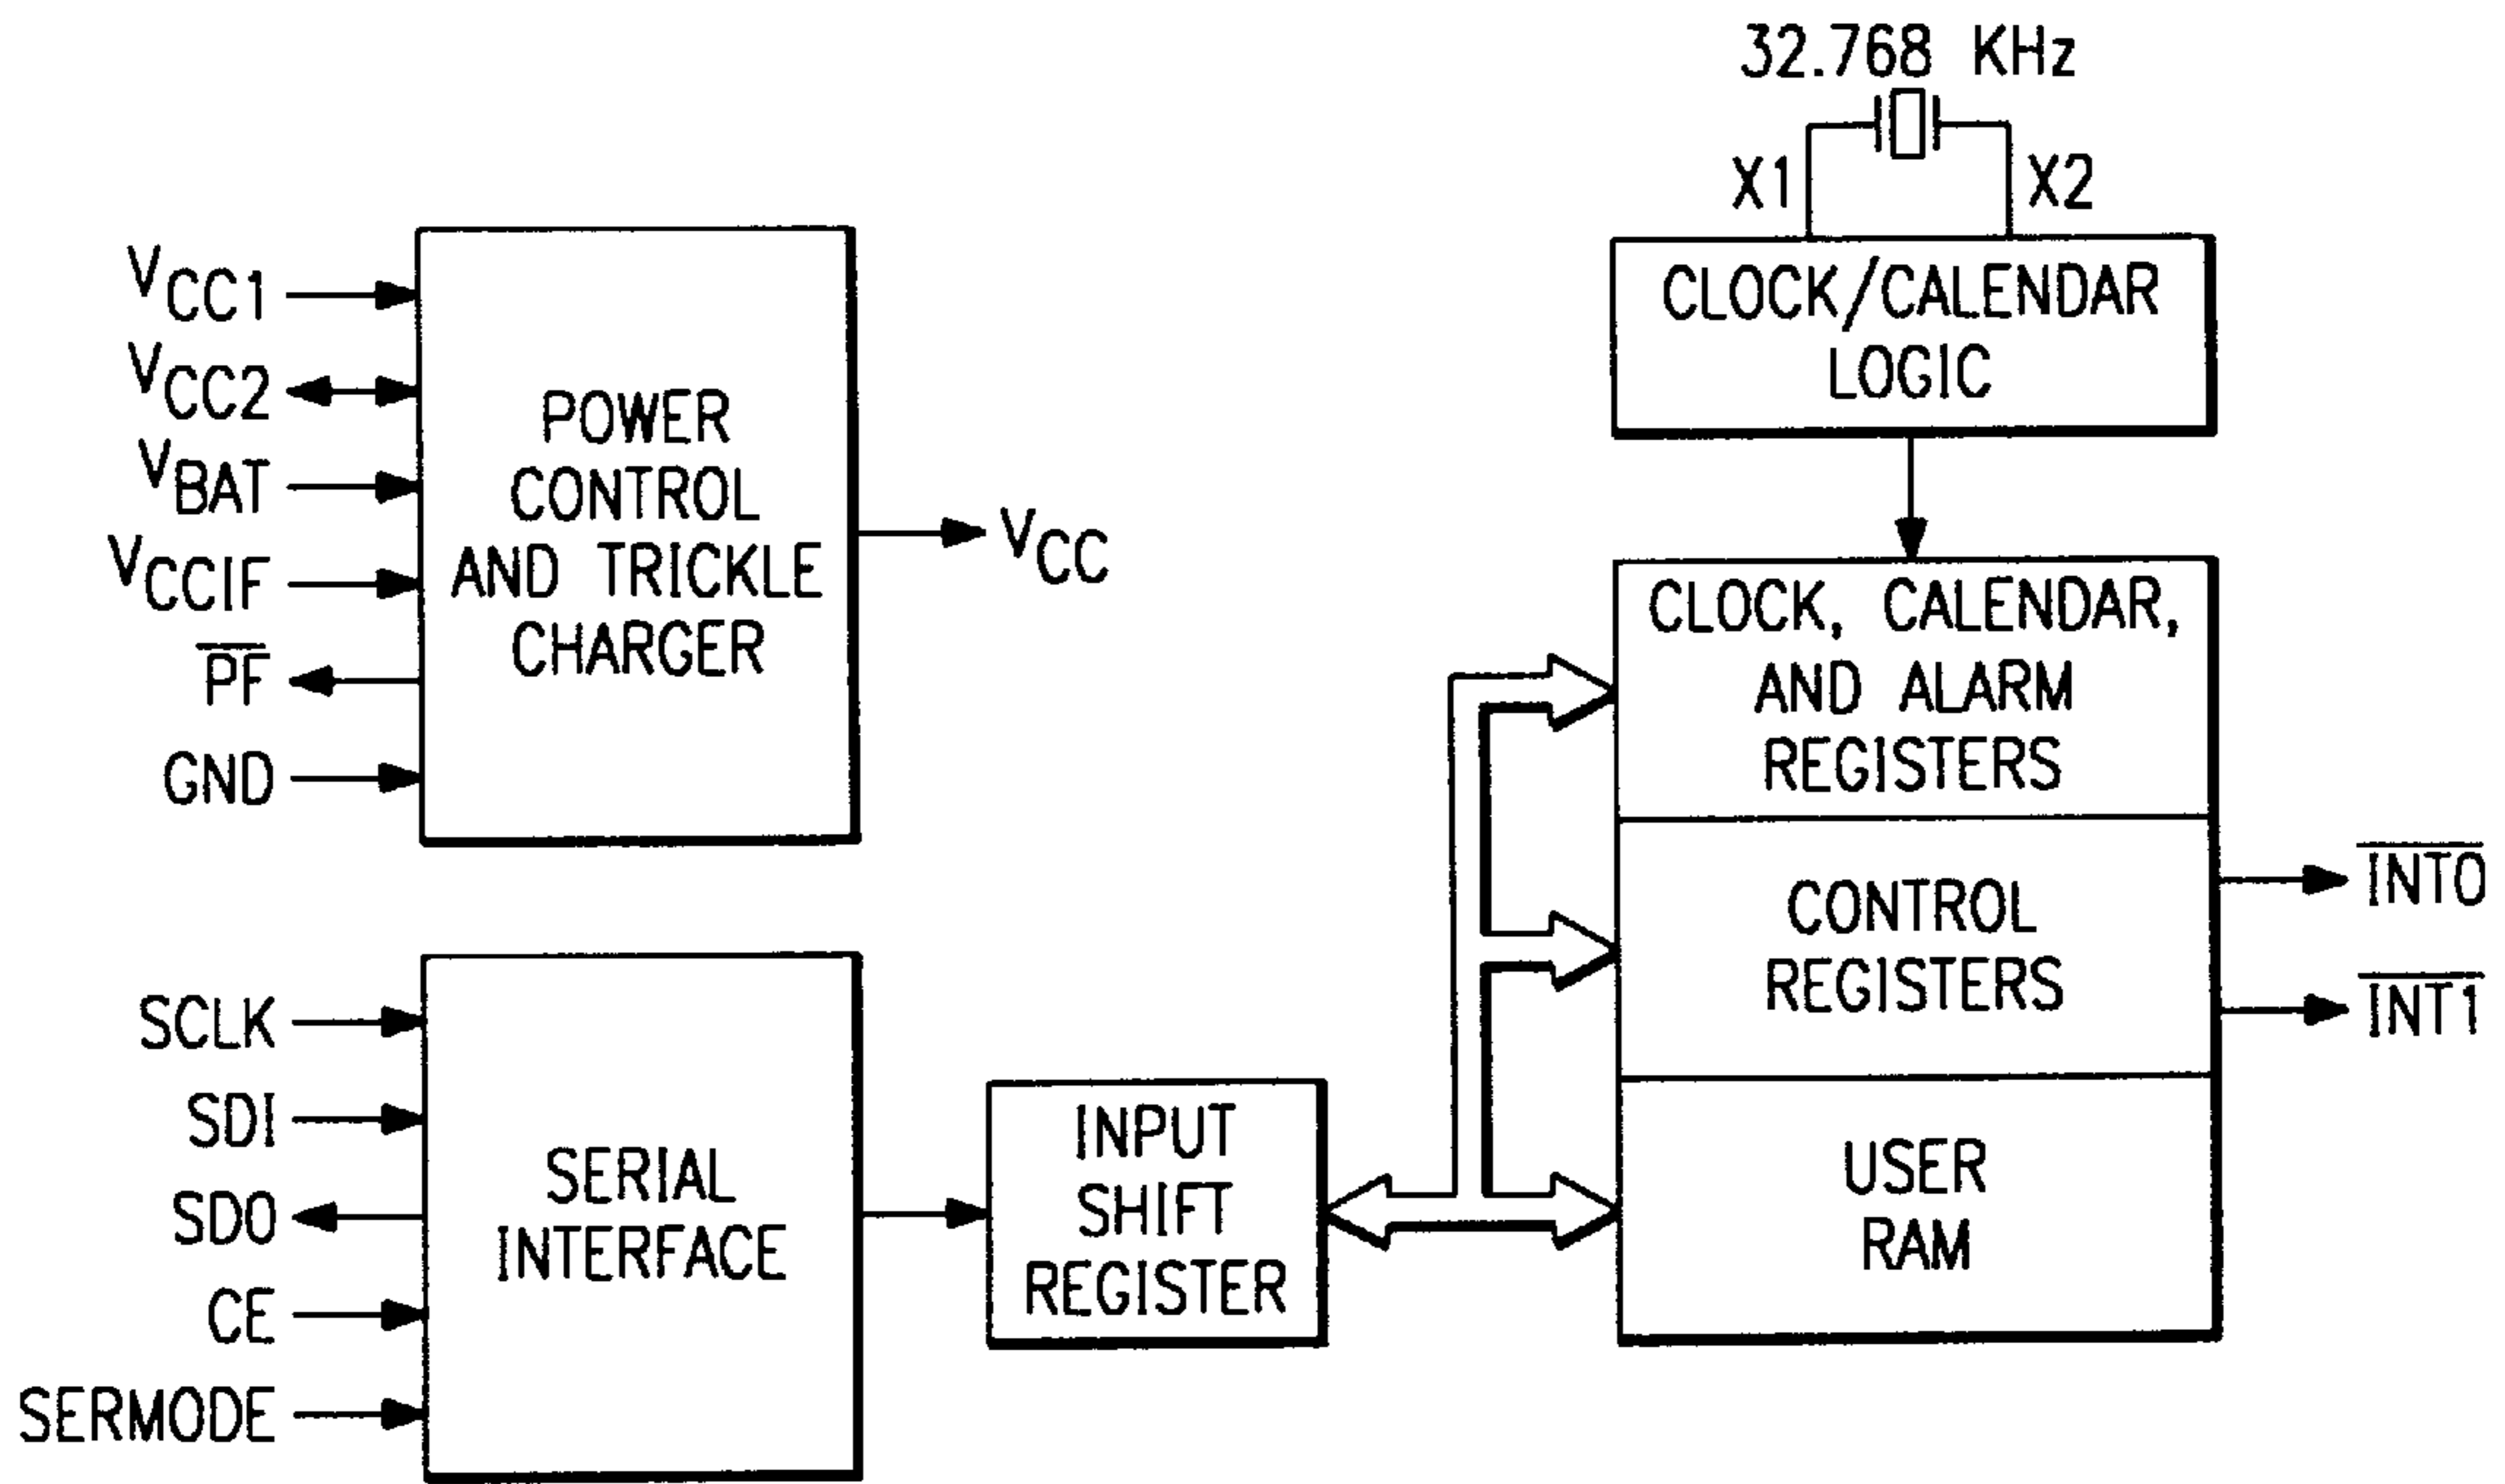 32.768 KHz
X1
X2
CLOCK/CALENDAR
LOGIC
VCC1
VCC2
VBAT
VCCIF
PF
GND
POWER
CONTROL
AND TRICKLE
CHARGER
VCC
CLOCK, CALENDAR,
AND ALARM
REGISTERS
CONTROL
REGISTERS
USER
RAM
INT0
INT1
SCLK
SDI
SDO
CE
SERMODE
SERIAL
INTERFACE
INPUT
SHIFT
REGISTER